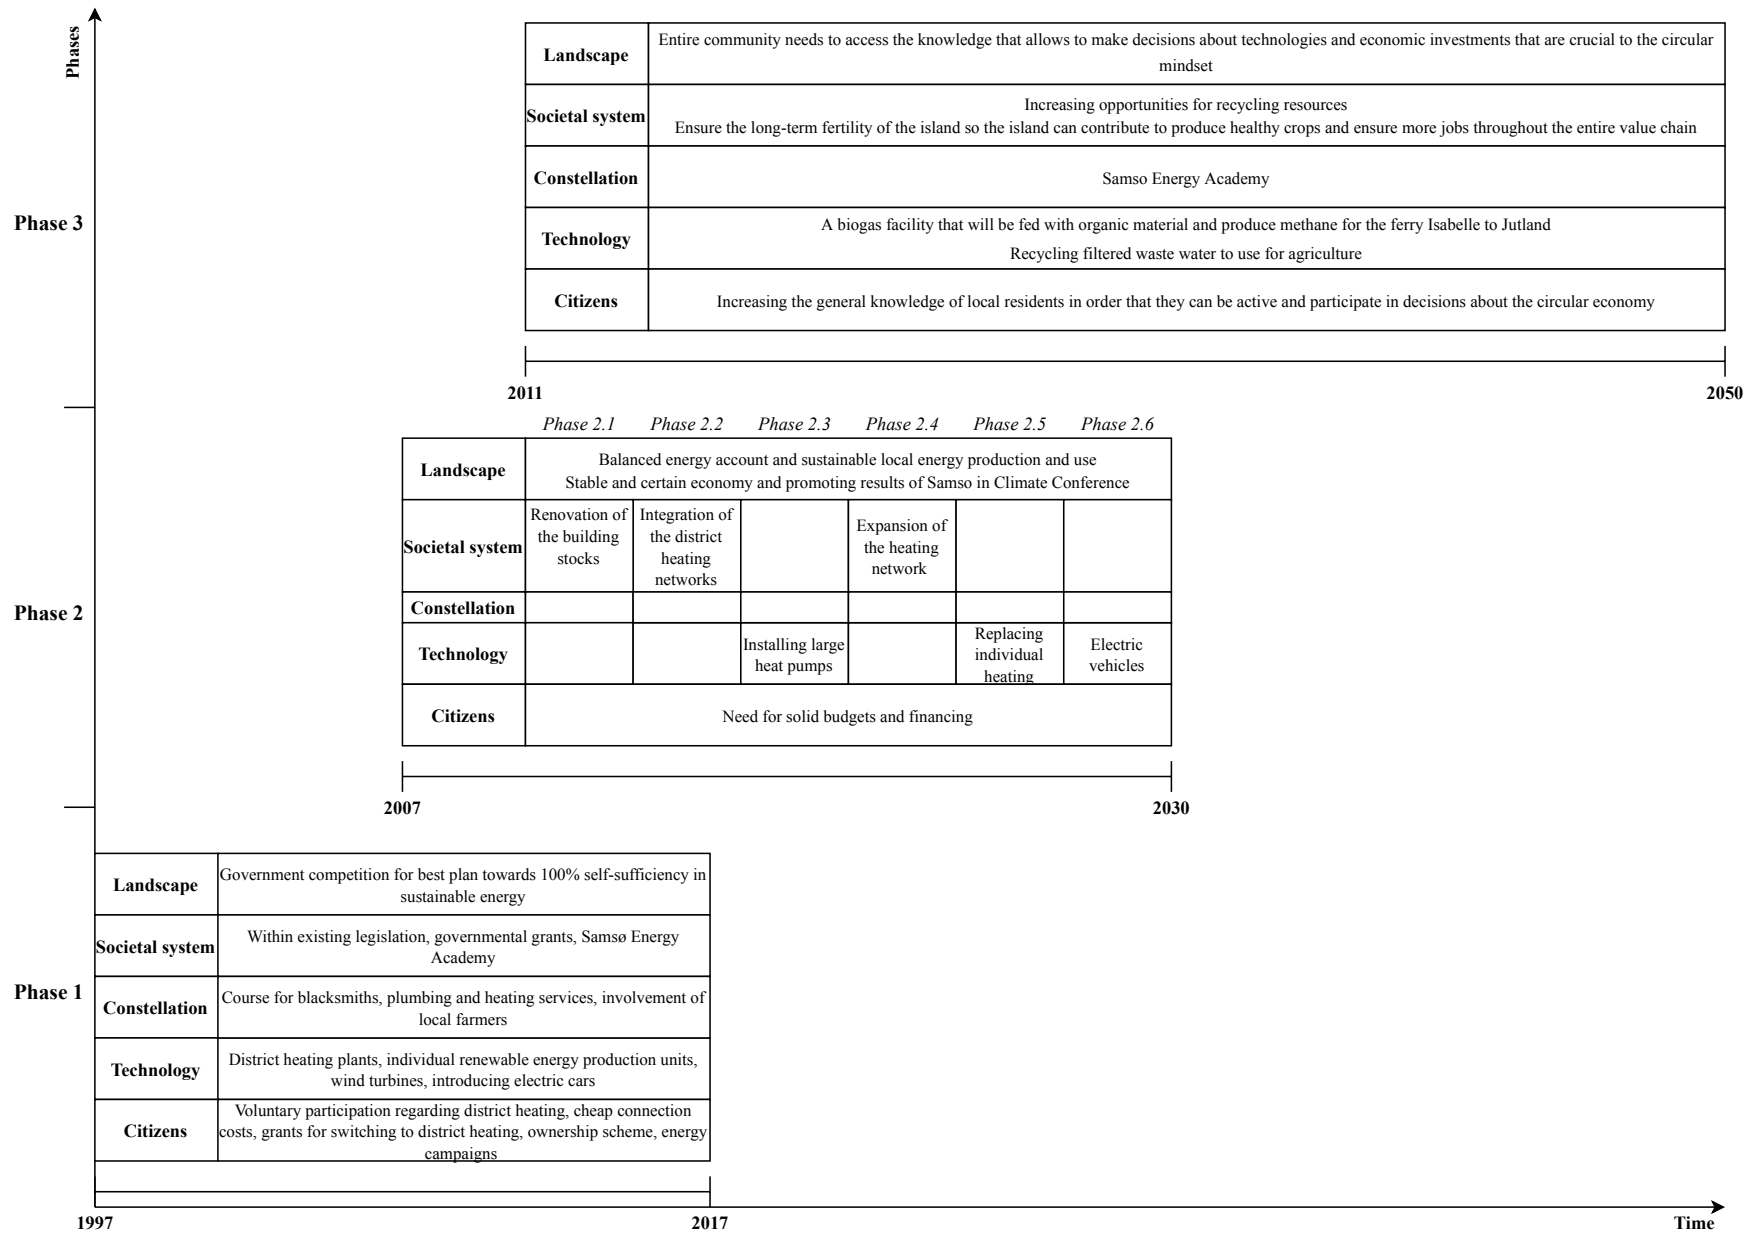 Phases
Phase 3
Landscape
Entire community needs to access the knowledge that allows to make decisions about technologies and economic investments that are crucial to the circular
mindset
Societal system
Increasing opportunities for recycling resources
Ensure the long-term fertility of the island so the island can contribute to produce healthy crops and ensure more jobs throughout the entire value chain
Constellation
Samso Energy Academy
Technology
A biogas facility that will be fed with organic material and produce methane for the ferry Isabelle to Jutland
Recycling filtered waste water to use for agriculture
Citizens
Increasing the general knowledge of local residents in order that they can be active and participate in decisions about the circular economy
2011
2050
Phase 2
Phase 2.1
Phase 2.2
Phase 2.3
Phase 2.4
Phase 2.5
Phase 2.6
Landscape
Balanced energy account and sustainable local energy production and use
Stable and certain economy and promoting results of Samso in Climate Conference
Societal system
Renovation of
the building
stocks
Integration of
the district
heating
networks
Expansion of
the heating
network
Constellation
Technology
Installing large
heat pumps
Replacing
individual
heating
Electric
vehicles
Citizens
Need for solid budgets and financing
2007
2030
Phase 1
Landscape
Government competition for best plan towards 100% self-sufficiency in
sustainable energy
Societal system
Within existing legislation, governmental grants, Samsø Energy
Academy
Constellation
Course for blacksmiths, plumbing and heating services, involvement of
local farmers
Technology
District heating plants, individual renewable energy production units,
wind turbines, introducing electric cars
Citizens
Voluntary participation regarding district heating, cheap connection
costs, grants for switching to district heating, ownership scheme, energy
campaigns
1997
2017
Time